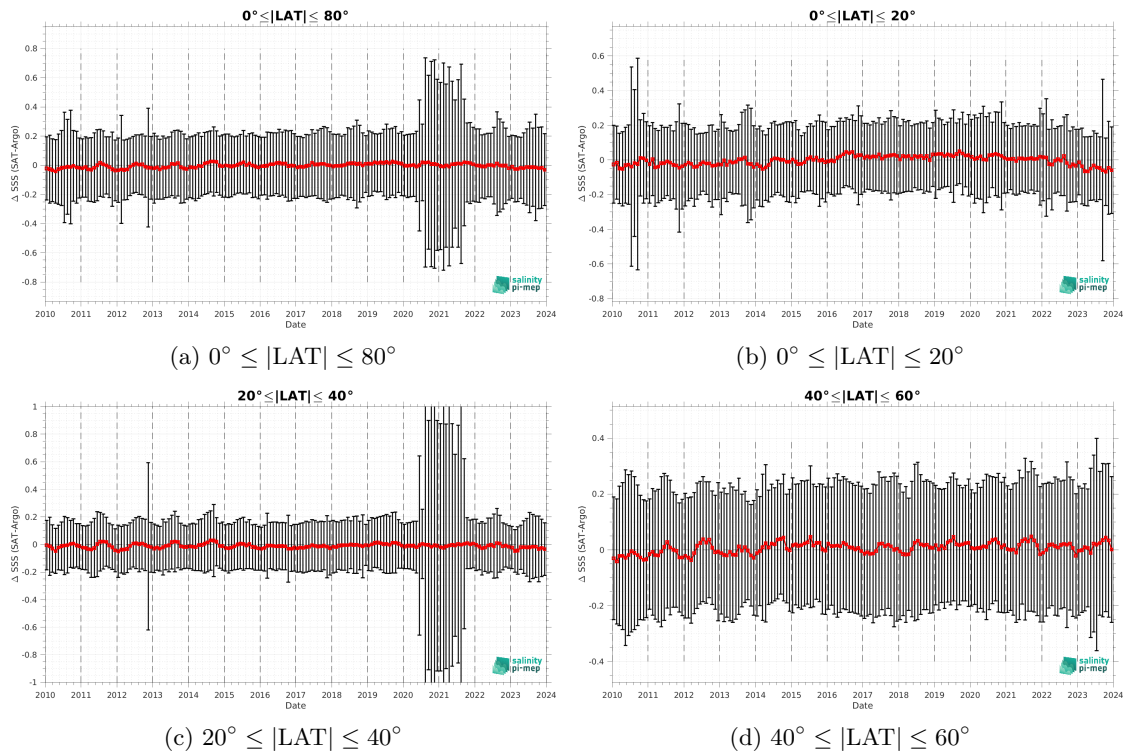 0°≤|LAT|≤ 80°
Δ SSS (SAT-Argo)
0.8
0.6
0.4
0.2
0
-0.2
-0.4
-0.6
-0.8
salinity
pi-mep
2010 2011 2012 2013 2014 2015 2016 2017 2018 2019 2020 2021 2022 2023 2024
Date
(a) 0° ≤ |LAT| ≤ 80°
0°≤|LAT|≤ 20°
Δ SSS (SAT-Argo)
0.6
0.4
0.2
0
-0.2
-0.4
-0.6
-0.8
salinity
pi-mep
2010 2011 2012 2013 2014 2015 2016 2017 2018 2019 2020 2021 2022 2023 2024
Date
(b) 0° ≤ |LAT| ≤ 20°
20°≤|LAT|≤ 40°
Δ SSS (SAT-Argo)
1
0.8
0.6
0.4
0.2
0
-0.2
-0.4
-0.6
-0.8
-1
salinity
pi-mep
2010 2011 2012 2013 2014 2015 2016 2017 2018 2019 2020 2021 2022 2023 2024
Date
(c) 20° ≤ |LAT| ≤ 40°
40°≤|LAT|≤ 60°
Δ SSS (SAT-Argo)
0.4
0.2
0
-0.2
-0.4
salinity
pi-mep
2010 2011 2012 2013 2014 2015 2016 2017 2018 2019 2020 2021 2022 2023 2024
Date
(d) 40° ≤ |LAT| ≤ 60°